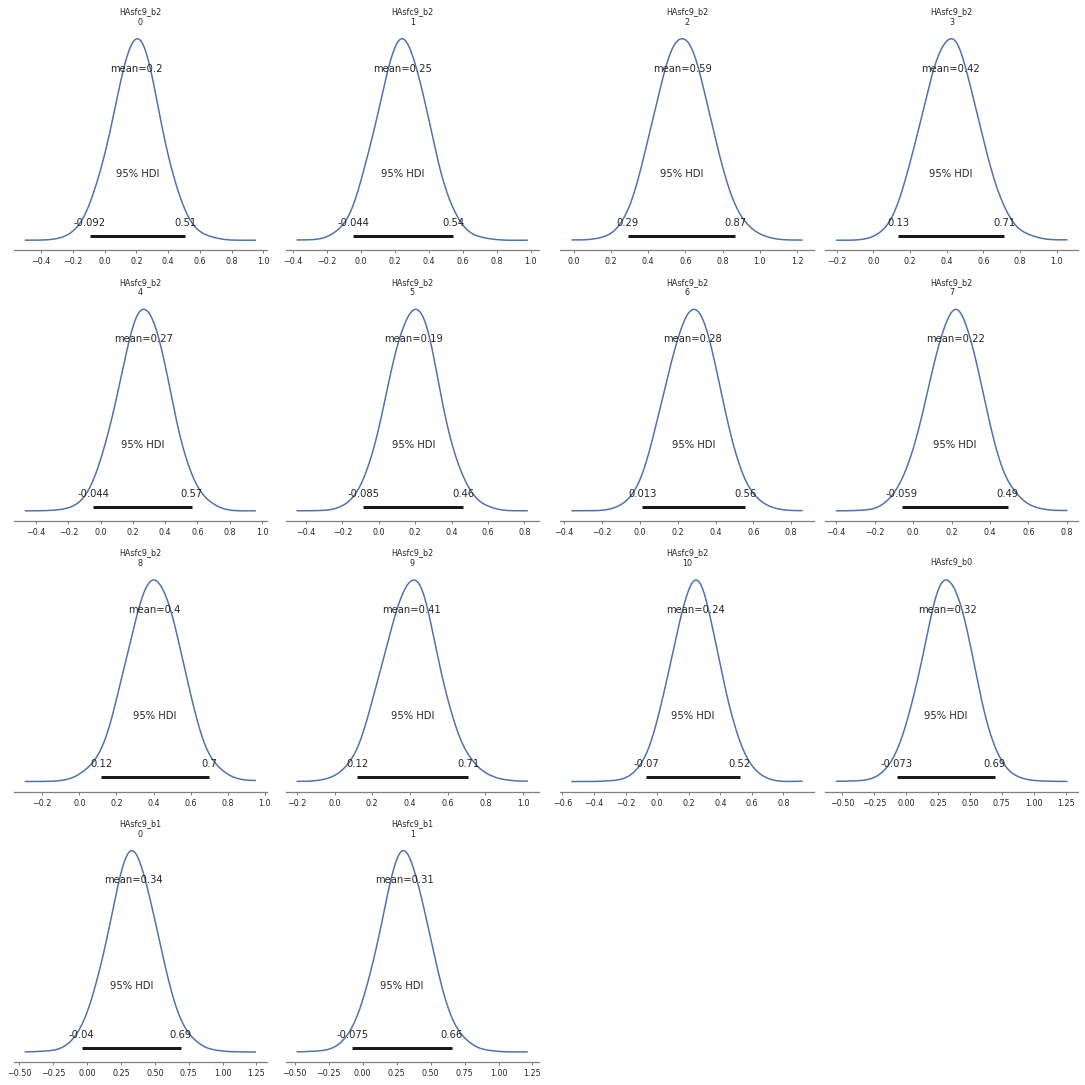 HAsfc9_b2
0
mean=0.2
95% HDI
-0.092 0.51
−0.4 −0.2 0.0 0.2 0.4 0.6 0.8 1.0
HAsfc9_b2
1
mean=0.25
95% HDI
-0.044 0.54
−0.4 −0.2 0.0 0.2 0.4 0.6 0.8 1.0
HAsfc9_b2
2
mean=0.59
95% HDI
0.29 0.87
0.0 0.2 0.4 0.6 0.8 1.0 1.2
HAsfc9_b2
3
mean=0.42
95% HDI
0.13 0.71
−0.2 0.0 0.2 0.4 0.6 0.8 1.0
HAsfc9_b2
4
mean=0.27
95% HDI
-0.044 0.57
−0.4 −0.2 0.0 0.2 0.4 0.6 0.8 1.0
HAsfc9_b2
5
mean=0.19
95% HDI
-0.085 0.46
−0.4 −0.2 0.0 0.2 0.4 0.6 0.8
HAsfc9_b2
6
mean=0.28
95% HDI
0.013 0.56
−0.4 −0.2 0.0 0.2 0.4 0.6 0.8
HAsfc9_b2
7
mean=0.22
95% HDI
-0.059 0.49
−0.4 −0.2 0.0 0.2 0.4 0.6 0.8
HAsfc9_b2
8
mean=0.4
95% HDI
0.12 0.7
−0.2 0.0 0.2 0.4 0.6 0.8 1.0
HAsfc9_b2
9
mean=0.41
95% HDI
0.12 0.71
−0.2 0.0 0.2 0.4 0.6 0.8 1.0
HAsfc9_b2
10
mean=0.24
95% HDI
-0.07 0.52
−0.6 −0.4 −0.2 0.0 0.2 0.4 0.6 0.8
HAsfc9_b0
mean=0.32
95% HDI
-0.073 0.69
−0.50 −0.25 0.00 0.25 0.50 0.75 1.00 1.25
HAsfc9_b1
0
mean=0.34
95% HDI
-0.04 0.69
−0.50 −0.25 0.00 0.25 0.50 0.75 1.00 1.25
HAsfc9_b1
1
mean=0.31
95% HDI
-0.075 0.66
−0.50 −0.25 0.00 0.25 0.50 0.75 1.00 1.25